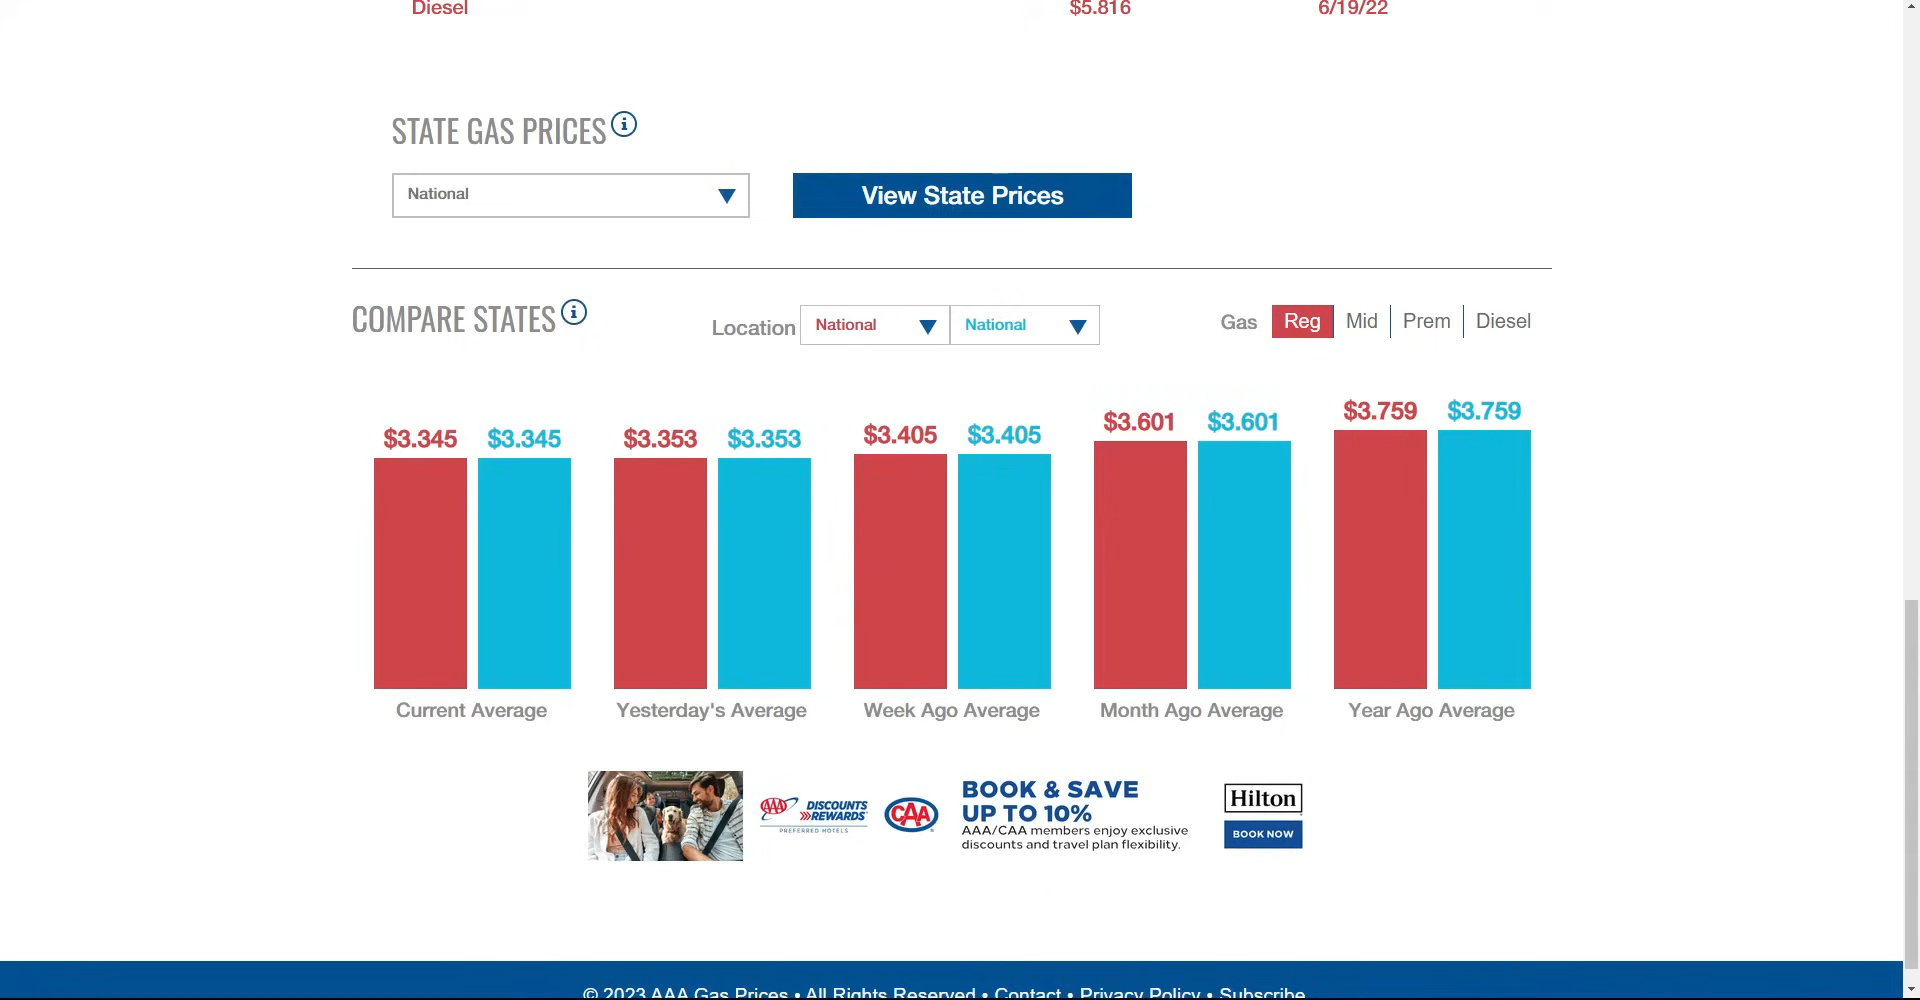 Diesel $5.816 6/19/22
STATE GAS PRICES
National View State Prices
COMPARE STATES Location National National Gas Reg Mid Prem Diesel
$3.345 $3.345 $3.353 $3.353 $3.405 $3.405 $3.601 $3.601 $3.759 $3.759
Current Average Yesterday's Average Week Ago Average Month Ago Average Year Ago Average
AAA DISCOUNTS
REWARDS
PREFERRED HOTELS
CAA
BOOK & SAVE
UP TO 10%
AAA/CAA members enjoy exclusive
discounts and travel plan flexibility.
Hilton
BOOK NOW
© 2023 AAA Gas Prices • All Rights Reserved • Contact • Privacy Policy • Subscribe